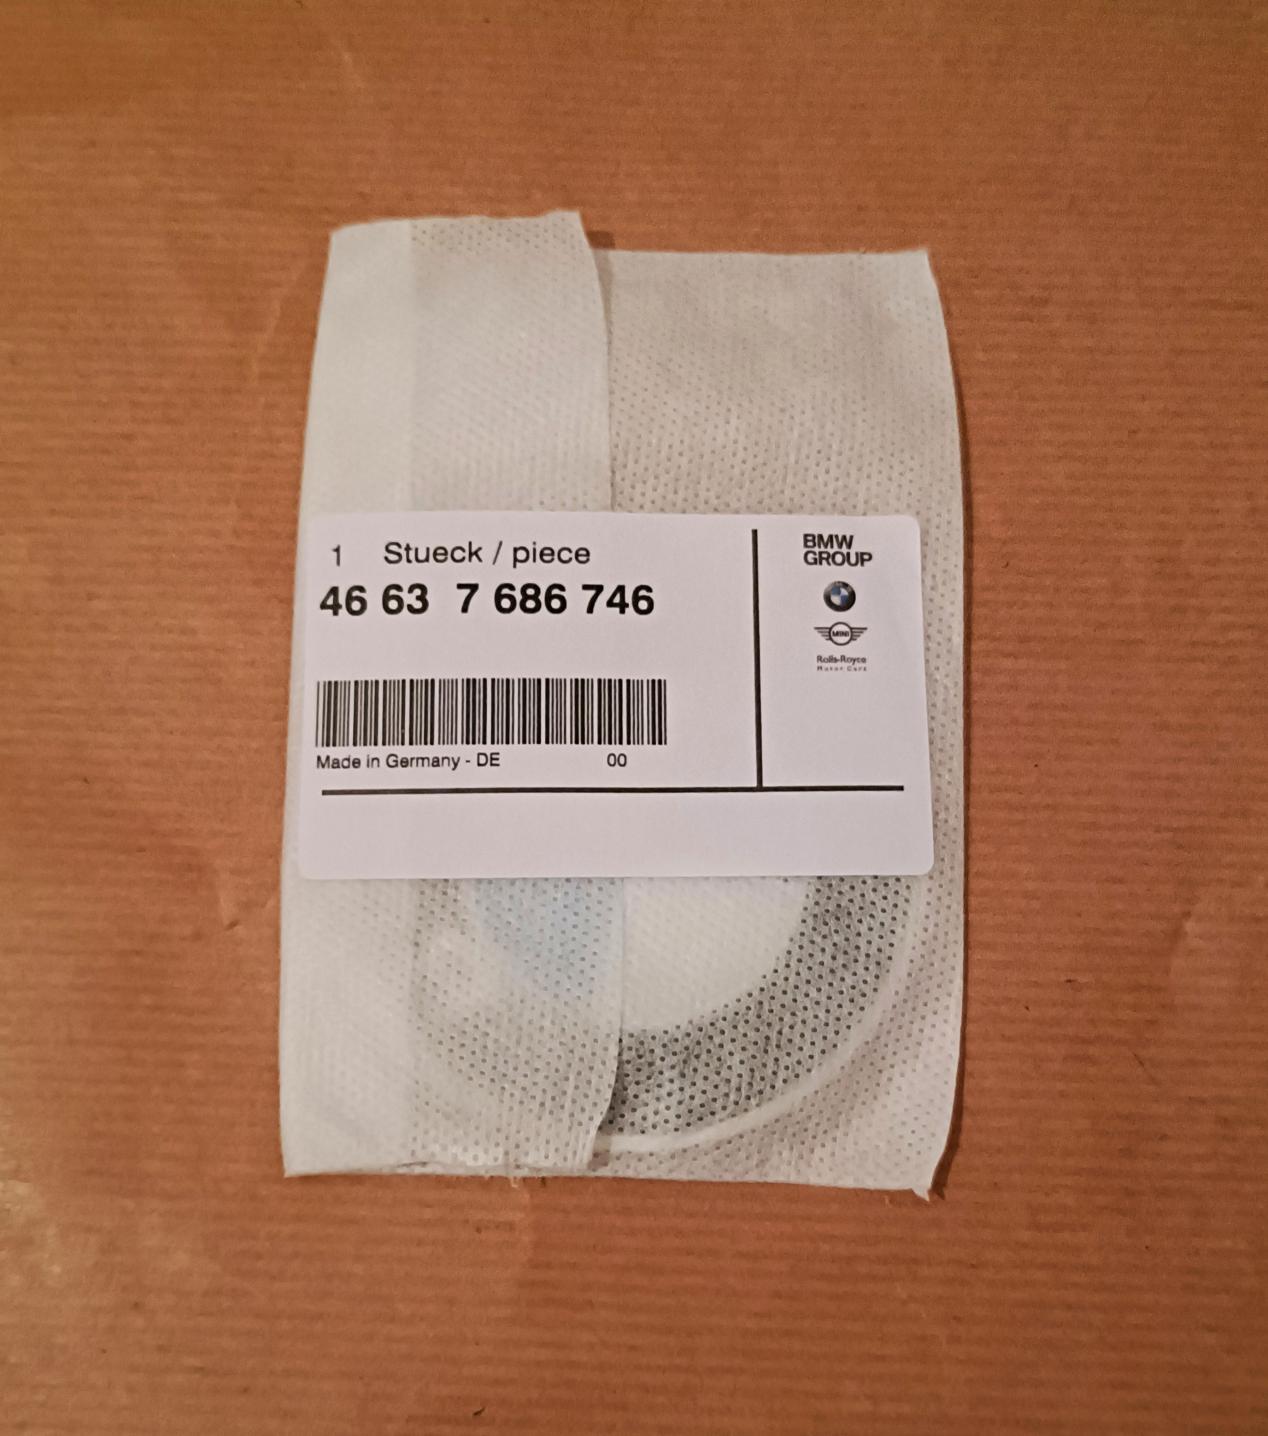 1 Stueck / piece
46 63 7 686 746
Made in Germany - DE 00
BMW
GROUP
MINI
Rolls-Royce
Motor Cars